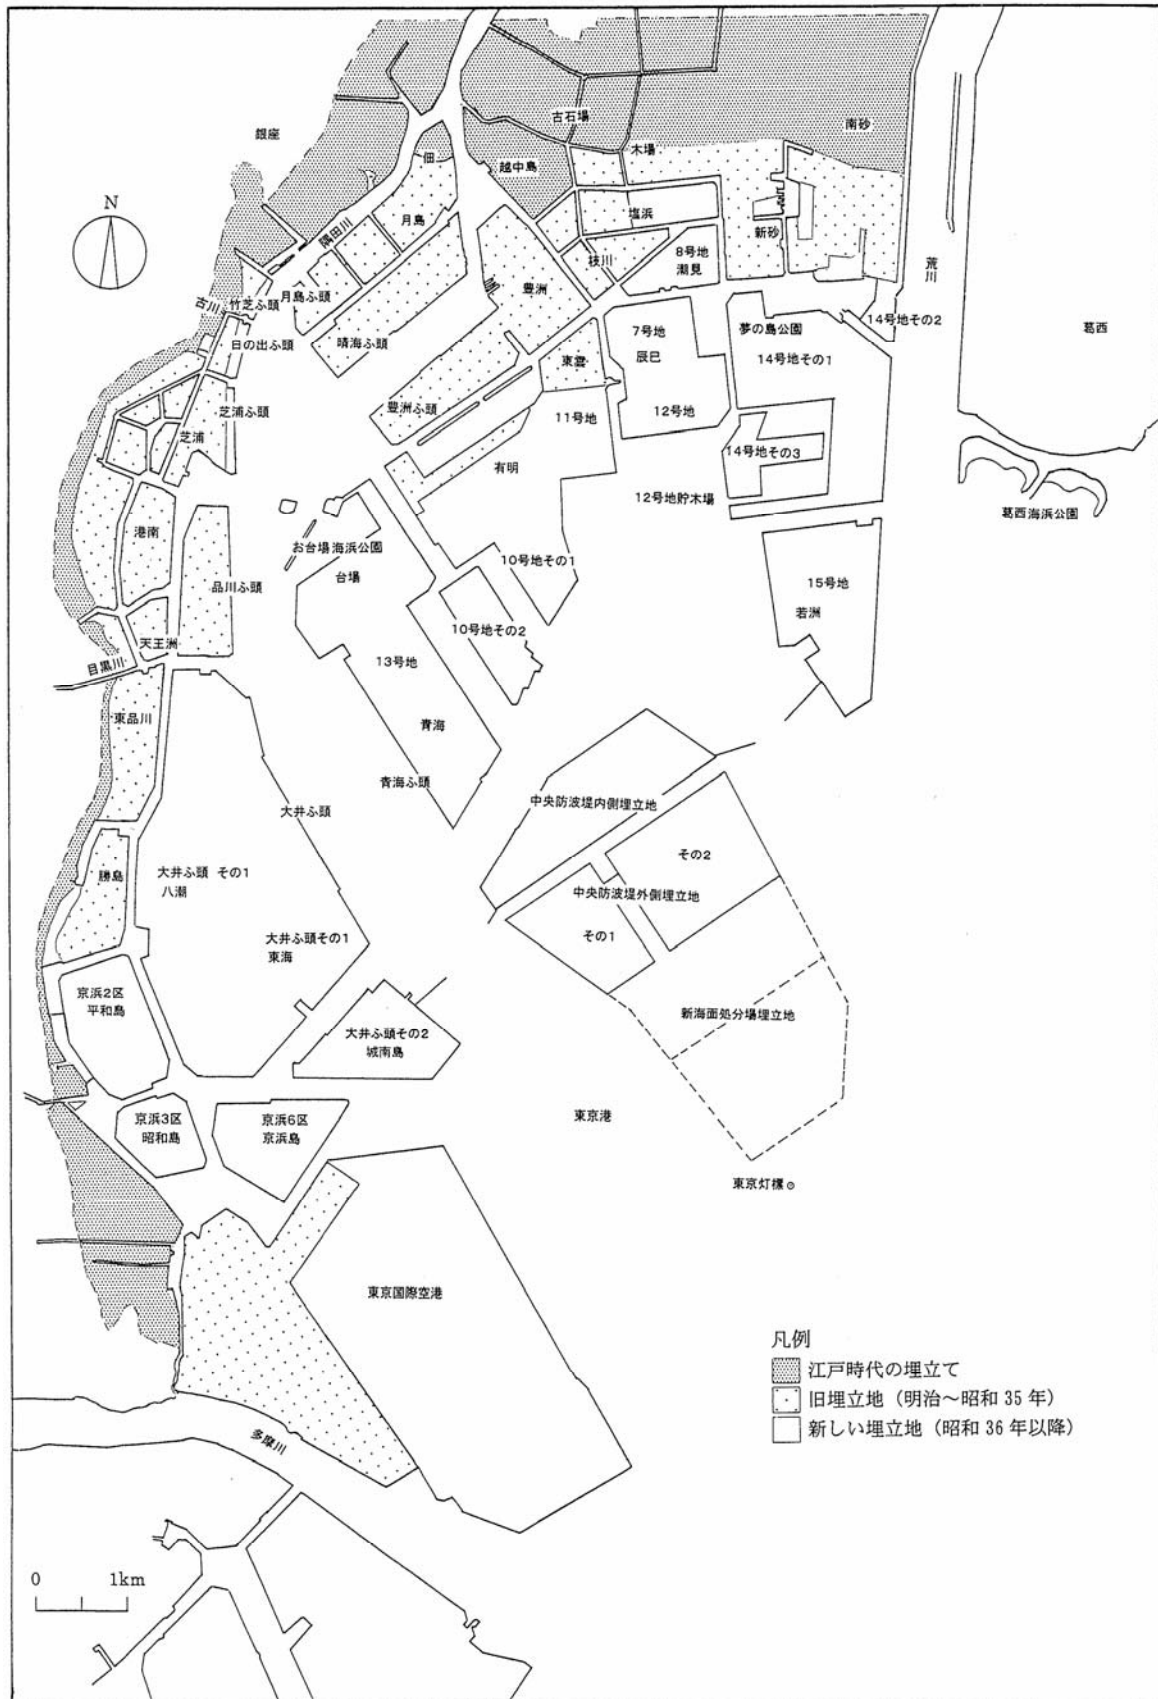 銀座
古石場
南砂
木場
佃
越中島
N
隅田川
月島
塩浜
新砂
枝川
8号地
潮見
荒川
古川
竹芝ふ頭
月島ふ頭
豊洲
14号地その2
日の出ふ頭
晴海ふ頭
7号地
辰巳
夢の島公園
14号地その1
葛西
東雲
芝浦ふ頭
豊洲ふ頭
11号地
12号地
芝浦
14号地その3
有明
12号地貯木場
葛西海浜公園
港南
お台場海浜公園
台場
10号地その1
品川ふ頭
15号地
若洲
天王洲
10号地その2
目黒川
13号地
東品川
青海
青海ふ頭
大井ふ頭
中央防波堤内側埋立地
その2
勝島
大井ふ頭 その1
八潮
中央防波堤外側埋立地
その1
大井ふ頭その1
東海
京浜2区
平和島
新海面処分場埋立地
大井ふ頭その2
城南島
京浜3区
昭和島
京浜6区
京浜島
東京港
東京灯標
東京国際空港
凡例
江戸時代の埋立て
旧埋立地（明治～昭和35年）
新しい埋立地（昭和36年以降）
多摩川
0 1km